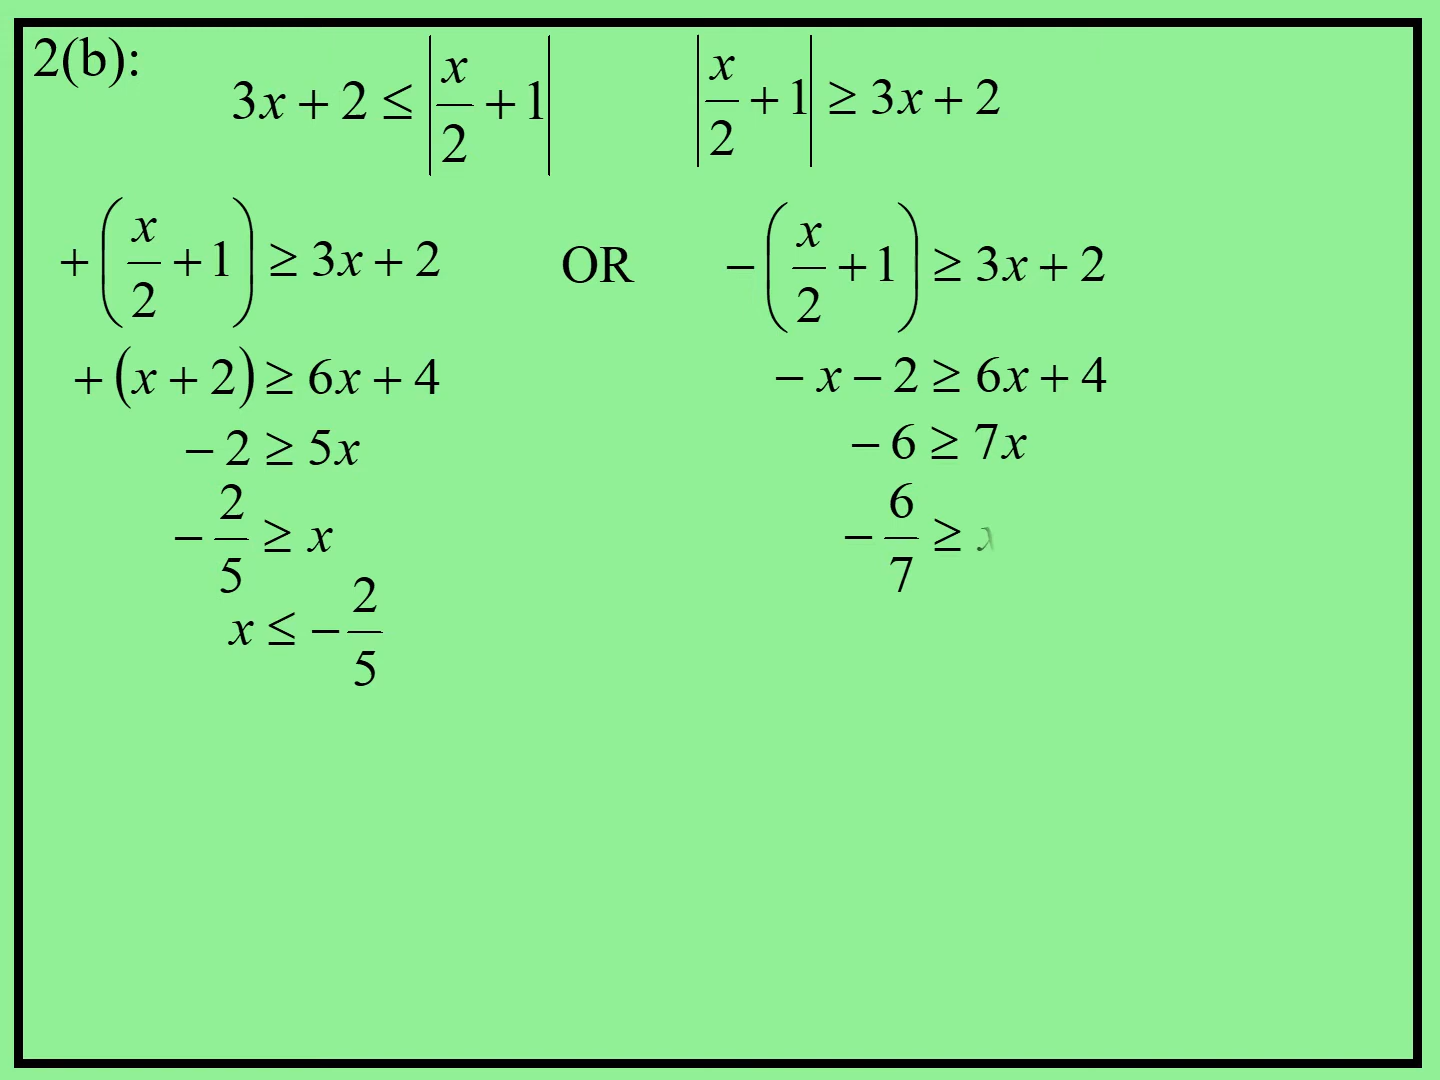 2(b): 3x + 2 ≤ |x/2 + 1| |x/2 + 1| ≥ 3x + 2
+(x/2 + 1) ≥ 3x + 2 OR −(x/2 + 1) ≥ 3x + 2
+(x + 2) ≥ 6x + 4 − x − 2 ≥ 6x + 4
− 2 ≥ 5x − 6 ≥ 7x
− 2/5 ≥ x − 6/7 ≥ x
x ≤ − 2/5